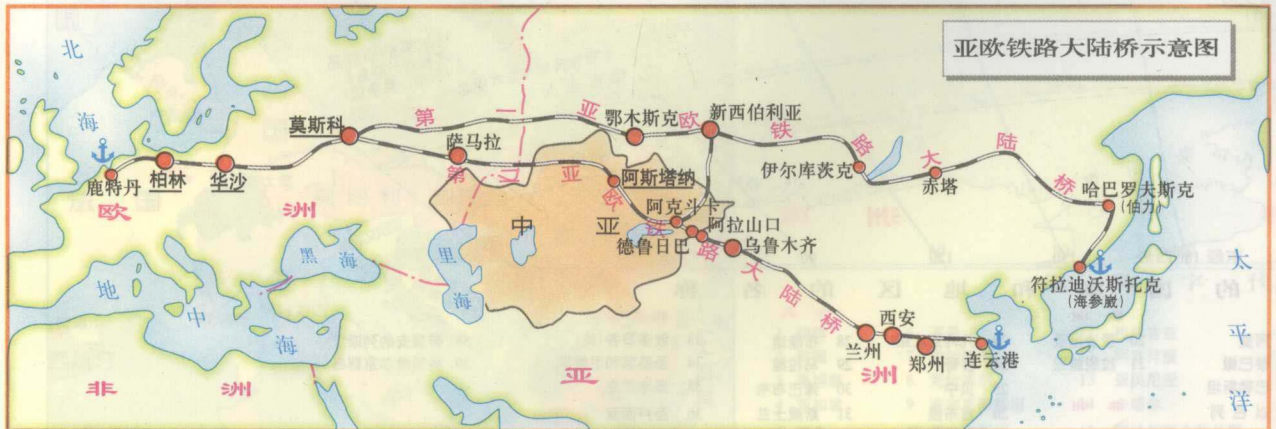 亚欧铁路大陆桥示意图
北海
第一亚欧铁路大陆桥
莫斯科
鄂木斯克
新西伯利亚
萨马拉
伊尔库茨克
赤塔
鹿特丹
柏林
华沙
第二亚欧铁路大陆桥
阿斯塔纳
哈巴罗夫斯克
(伯力)
欧洲
中亚
阿克斗卡
阿拉山口
德鲁日巴
乌鲁木齐
黑海
里海
符拉迪沃斯托克
(海参崴)
太平洋
地中海
兰州
西安
郑州
连云港
非洲
亚洲